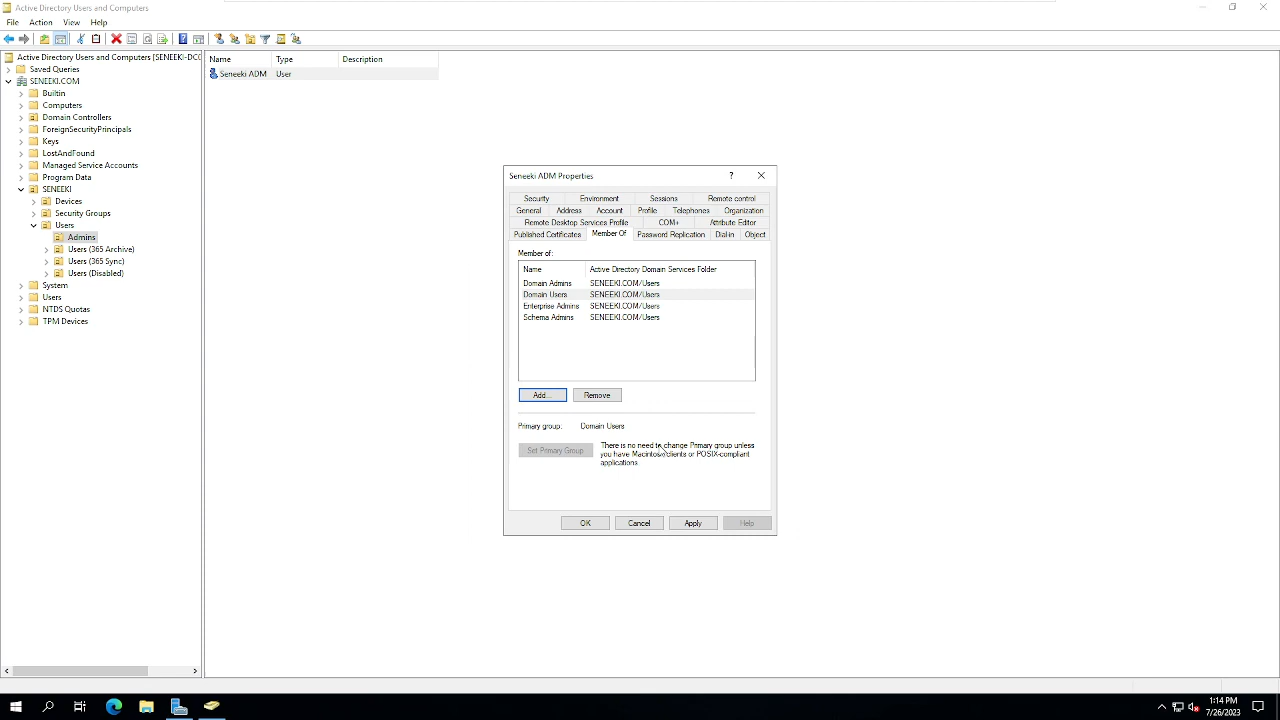 Active Directory Users and Computers
File Action View Help
Active Directory Users and Computers [SENEEKI-DC0
Saved Queries
SENEEKI.COM
Builtin
Computers
Domain Controllers
ForeignSecurityPrincipals
Keys
LostAndFound
Managed Service Accounts
Program Data
SENEEKI
Devices
Security Groups
Users
Admins
Users (365 Archive)
Users (365 Sync)
Users (Disabled)
System
Users
NTDS Quotas
TPM Devices
Name Type Description
Seneeki ADM User
Seneeki ADM Properties
Security Environment Sessions Remote control
General Address Account Profile Telephones Organization
Remote Desktop Services Profile COM+ Attribute Editor
Published Certificates Member Of Password Replication Dial-in Object
Member of:
Name Active Directory Domain Services Folder
Domain Admins SENEEKI.COM/Users
Domain Users SENEEKI.COM/Users
Enterprise Admins SENEEKI.COM/Users
Schema Admins SENEEKI.COM/Users
Add... Remove
Primary group: Domain Users
Set Primary Group
There is no need to change Primary group unless
you have Macintosh clients or POSIX-compliant
applications.
OK Cancel Apply Help
1:14 PM
7/26/2023